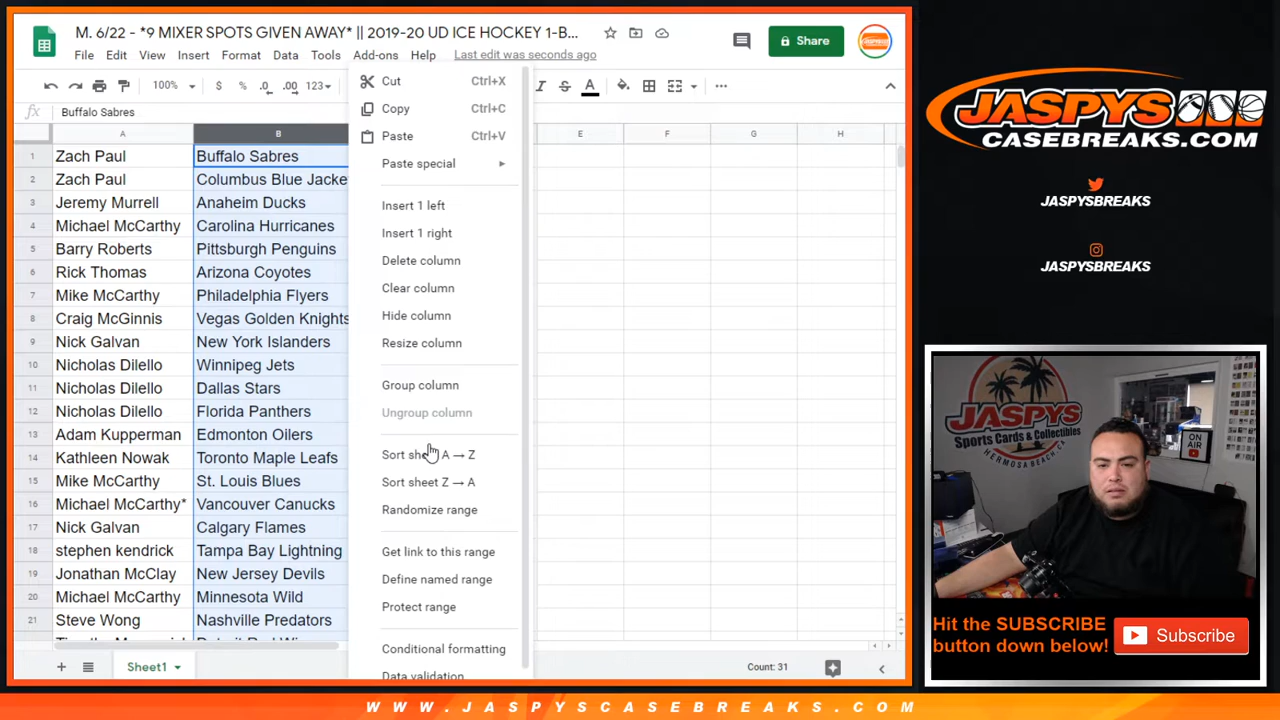 M. 6/22 - *9 MIXER SPOTS GIVEN AWAY* || 2019-20 UD ICE HOCKEY 1-B...
File Edit View Insert Format Data Tools Add-ons Help Last edit was seconds ago
Share
100% $ % .0 .00 123
fx Buffalo Sabres
A B E F G H
1 Zach Paul Buffalo Sabres
2 Zach Paul Columbus Blue Jacke
3 Jeremy Murrell Anaheim Ducks
4 Michael McCarthy Carolina Hurricanes
5 Barry Roberts Pittsburgh Penguins
6 Rick Thomas Arizona Coyotes
7 Mike McCarthy Philadelphia Flyers
8 Craig McGinnis Vegas Golden Knights
9 Nick Galvan New York Islanders
10 Nicholas Dilello Winnipeg Jets
11 Nicholas Dilello Dallas Stars
12 Nicholas Dilello Florida Panthers
13 Adam Kupperman Edmonton Oilers
14 Kathleen Nowak Toronto Maple Leafs
15 Mike McCarthy St. Louis Blues
16 Michael McCarthy* Vancouver Canucks
17 Nick Galvan Calgary Flames
18 stephen kendrick Tampa Bay Lightning
19 Jonathan McClay New Jersey Devils
20 Michael McCarthy Minnesota Wild
21 Steve Wong Nashville Predators
Cut Ctrl+X
Copy Ctrl+C
Paste Ctrl+V
Paste special
Insert 1 left
Insert 1 right
Delete column
Clear column
Hide column
Resize column
Group column
Ungroup column
Sort sheet A → Z
Sort sheet Z → A
Randomize range
Get link to this range
Define named range
Protect range
Conditional formatting
Data validation
Sheet1
Count: 31
JASPYS
CASEBREAKS.COM
JASPYSBREAKS
JASPYSBREAKS
JASPYS
Sports Cards & Collectibles
HERMOSA BEACH, CA
ON AIR
Hit the SUBSCRIBE
button down below!
Subscribe
WWW.JASPYSCASEBREAKS.COM